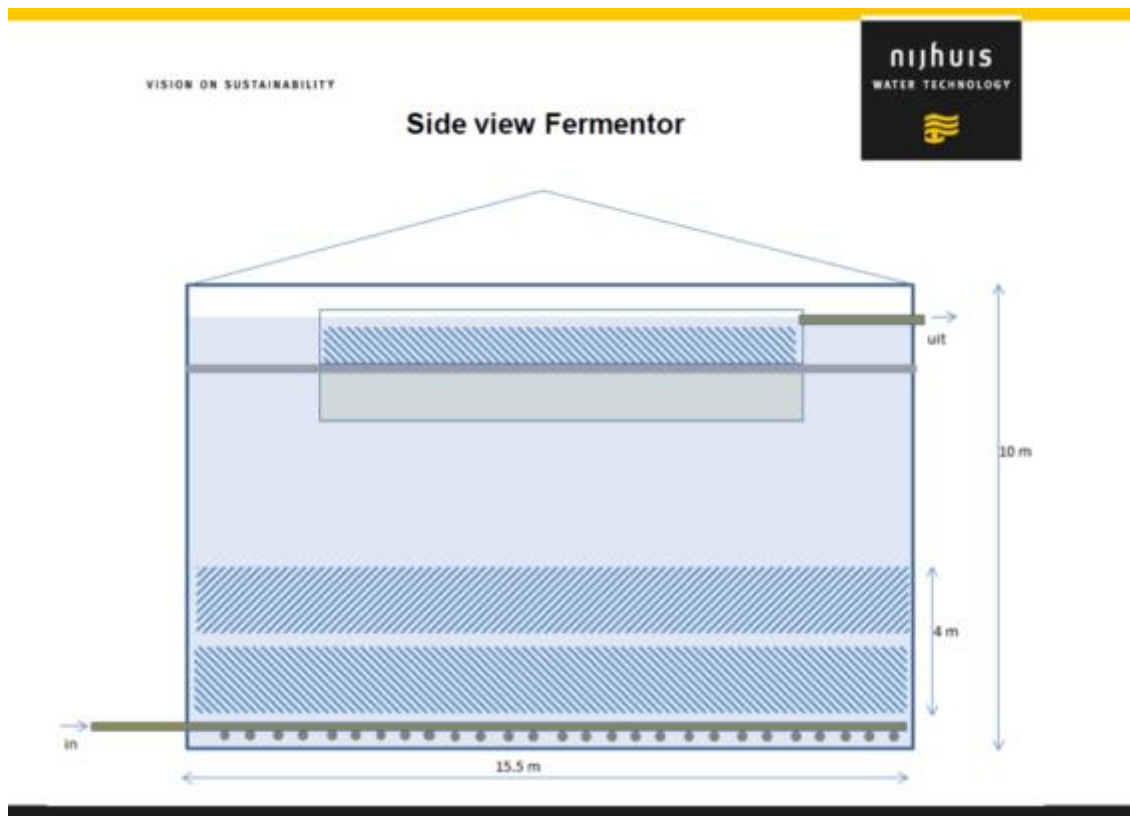 nijhuis
WATER TECHNOLOGY
VISION ON SUSTAINABILITY
Side view Fermentor
uit
10 m
4 m
in
15.5 m